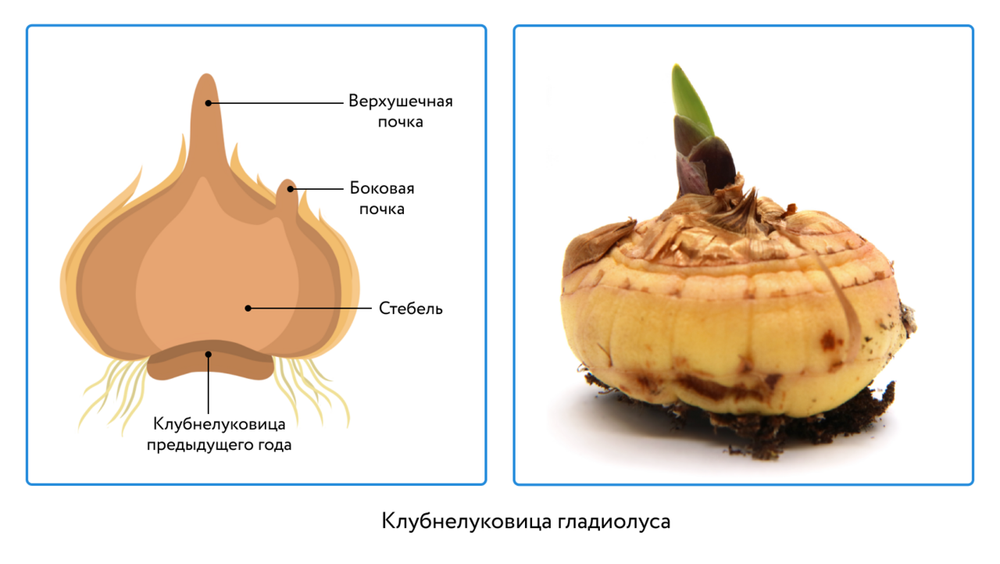 Верхушечная
почка
Боковая
почка
Стебель
Клубнелуковица
предыдущего года
Клубнелуковица гладиолуса